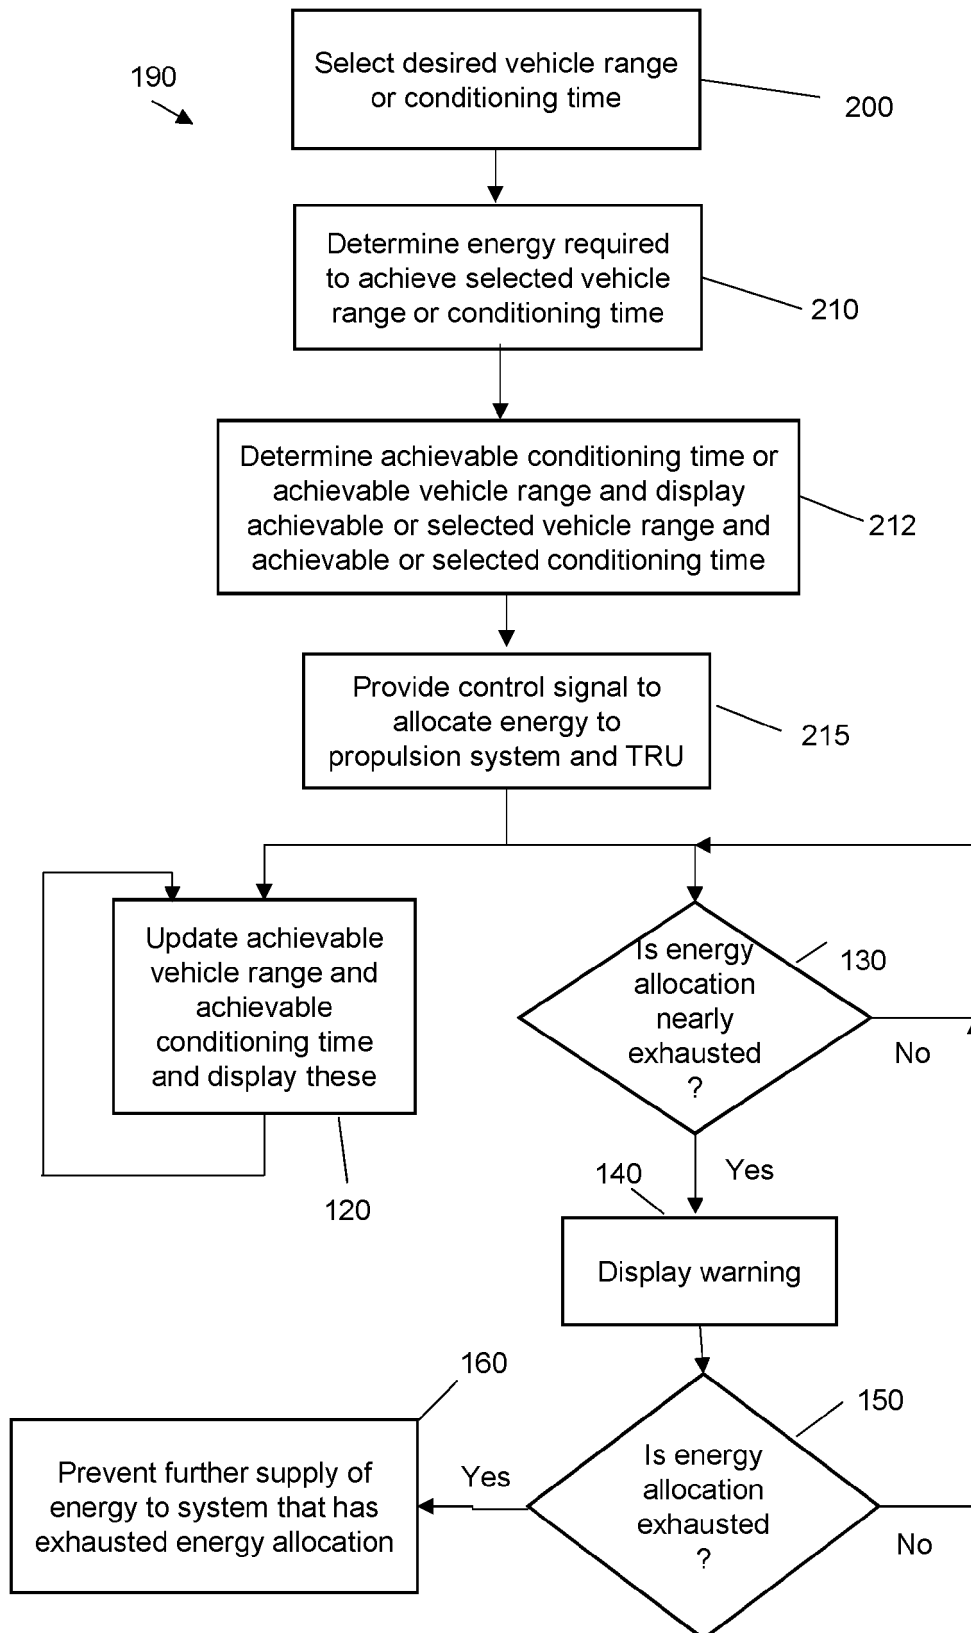 190
Select desired vehicle range
or conditioning time
200
Determine energy required
to achieve selected vehicle
range or conditioning time
210
Determine achievable conditioning time or
achievable vehicle range and display
achievable or selected vehicle range and
achievable or selected conditioning time
212
Provide control signal to
allocate energy to
propulsion system and TRU
215
Update achievable
vehicle range and
achievable
conditioning time
and display these
120
Is energy
allocation
nearly
exhausted
?
130
No
Yes
140
Display warning
160
Prevent further supply of
energy to system that has
exhausted energy allocation
Yes
150
Is energy
allocation
exhausted
?
No